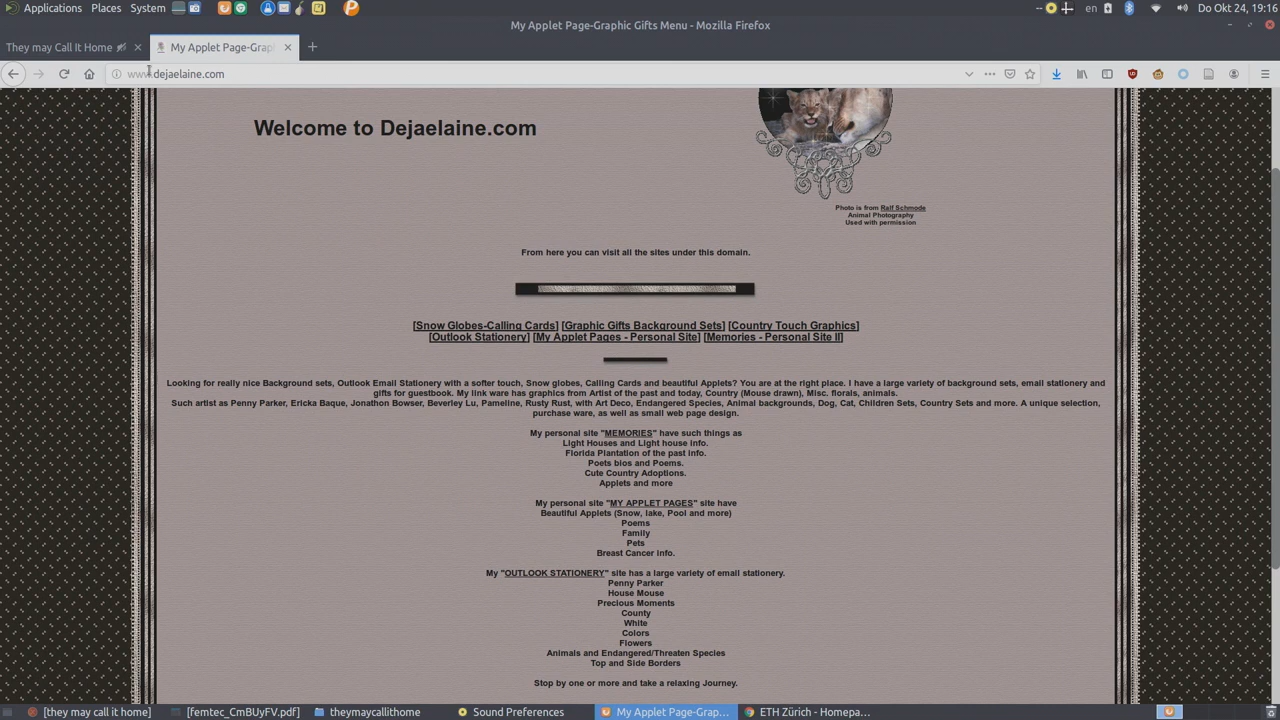 Applications Places System Do Okt 24, 19:16
My Applet Page-Graphic Gifts Menu - Mozilla Firefox
They may Call It Home My Applet Page-Grap
www.dejaelaine.com
Welcome to Dejaelaine.com
Photo is from Ralf Schmode
Animal Photography
Used with permission
From here you can visit all the sites under this domain.
[Snow Globes-Calling Cards] [Graphic Gifts Background Sets] [Country Touch Graphics]
[Outlook Stationery] [My Applet Pages - Personal Site] [Memories - Personal Site II]
Looking for really nice Background sets, Outlook Email Stationery with a softer touch, Snow globes, Calling Cards and beautiful Applets? You are at the right place. I have a large variety of background sets, email stationery and
gifts for guestbook. My link ware has graphics from Artist of the past and today, Country (Mouse drawn), Misc. florals, animals.
Such artist as Penny Parker, Ericka Baque, Jonathon Bowser, Beverley Lu, Pameline, Rusty Rust, with Art Deco, Endangered Species, Animal backgrounds, Dog, Cat, Children Sets, Country Sets and more. A unique selection,
purchase ware, as well as small web page design.
My personal site "MEMORIES" have such things as
Light Houses and Light house info.
Florida Plantation of the past info.
Poets bios and Poems.
Cute Country Adoptions.
Applets and more
My personal site "MY APPLET PAGES" site have
Beautiful Applets (Snow, lake, Pool and more)
Poems
Family
Pets
Breast Cancer info.
My "OUTLOOK STATIONERY" site has a large variety of email stationery.
Penny Parker
House Mouse
Precious Moments
County
White
Colors
Flowers
Animals and Endangered/Threaten Species
Top and Side Borders
Stop by one or more and take a relaxing Journey.
[they may call it home] [femtec_CmBUyFV.pdf] theymaycallithome Sound Preferences My Applet Page-Grap... ETH Zürich - Homepa...